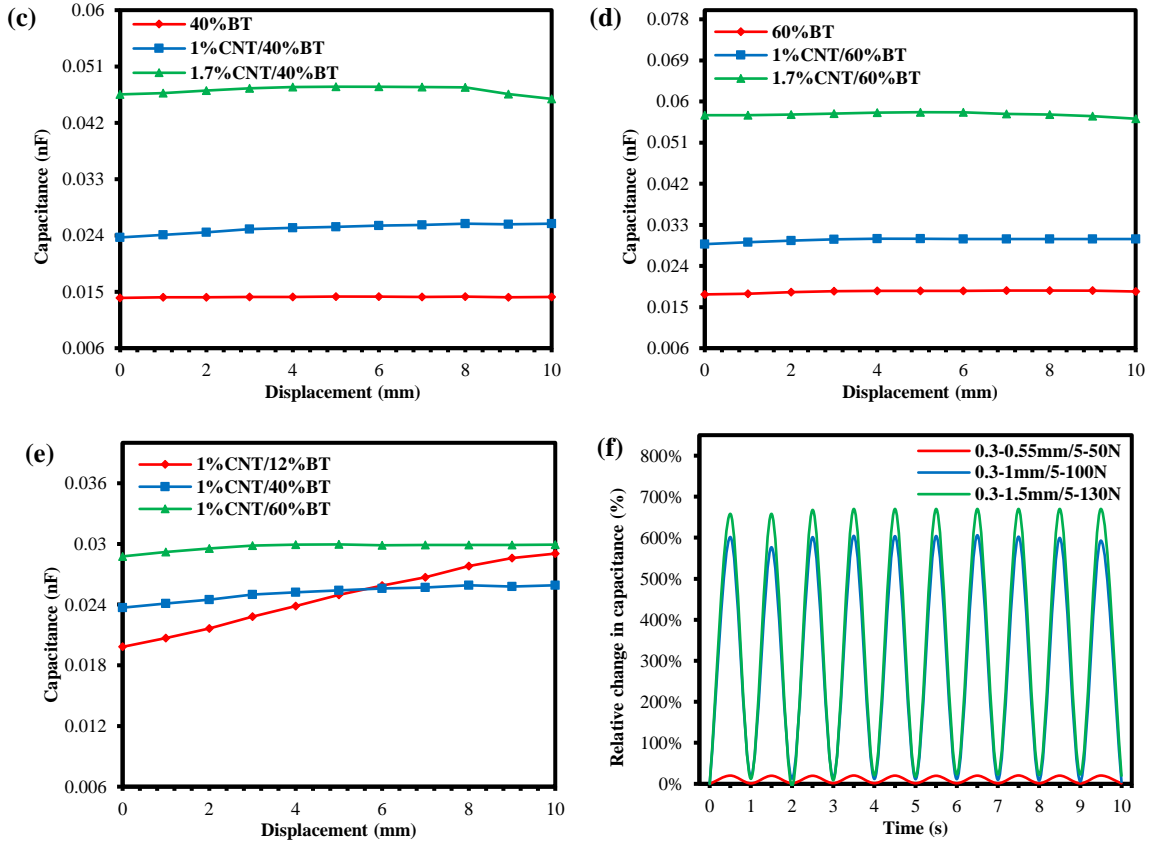 (c)
40%BT
1%CNT/40%BT
1.7%CNT/40%BT
Capacitance (nF)
0.06
0.051
0.042
0.033
0.024
0.015
0.006
0 2 4 6 8 10
Displacement (mm)
(d)
60%BT
1%CNT/60%BT
1.7%CNT/60%BT
Capacitance (nF)
0.078
0.069
0.06
0.051
0.042
0.033
0.024
0.015
0.006
0 2 4 6 8 10
Displacement (mm)
(e)
1%CNT/12%BT
1%CNT/40%BT
1%CNT/60%BT
Capacitance (nF)
0.036
0.03
0.024
0.018
0.012
0.006
0 2 4 6 8 10
Displacement (mm)
(f)
0.3-0.55mm/5-50N
0.3-1mm/5-100N
0.3-1.5mm/5-130N
Relative change in capacitance (%)
800%
700%
600%
500%
400%
300%
200%
100%
0%
0 1 2 3 4 5 6 7 8 9 10
Time (s)